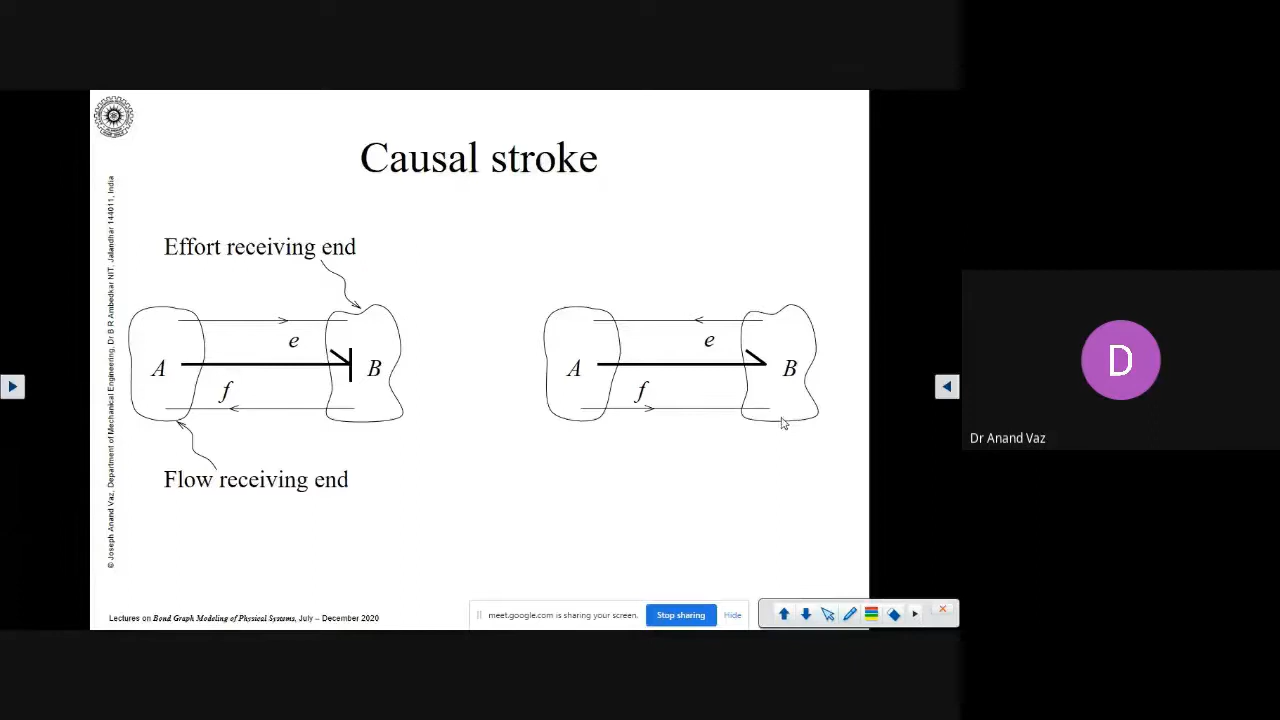 Causal stroke
© Joseph Anand Vaz, Department of Mechanical Engineering, Dr B R Ambedkar NIT, Jalandhar 144011, India
Effort receiving end
e
e
A
B
A
B
f
f
Flow receiving end
Dr Anand Vaz
D
Lectures on Bond Graph Modeling of Physical Systems, July – December 2020
meet.google.com is sharing your screen.
Stop sharing
Hide